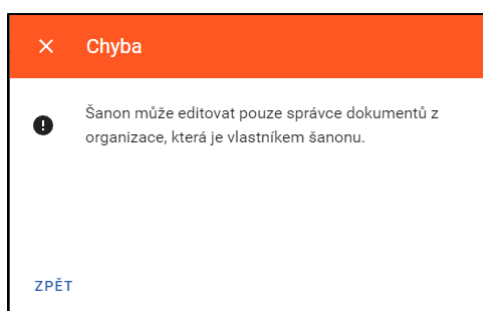 Chyba
Šanon může editovat pouze správce dokumentů z
organizace, která je vlastníkem šanonu.
ZPĚT